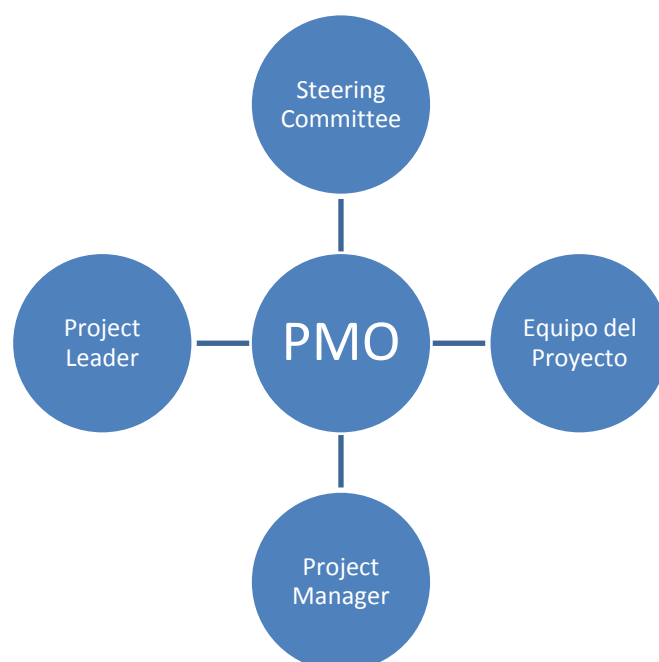 Steering
Committee
Project
Leader
PMO
Equipo del
Proyecto
Project
Manager